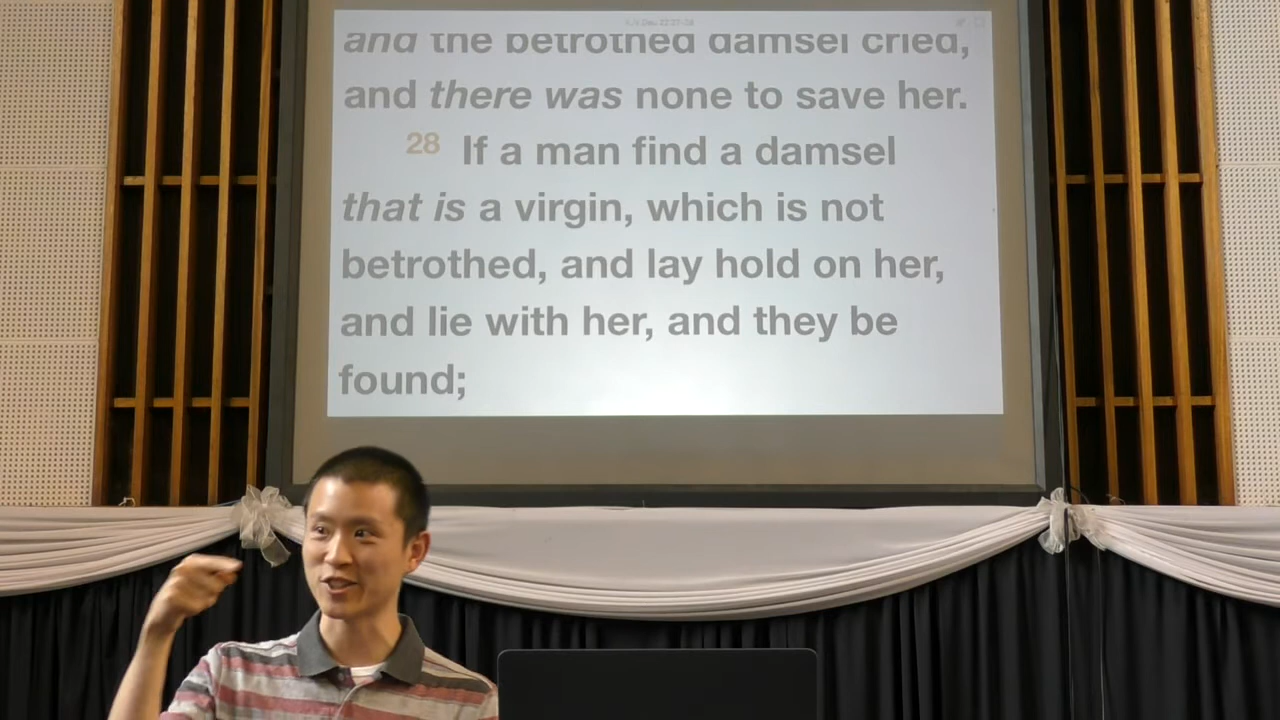 and the betrothed damsel cried,
and there was none to save her.
28 If a man find a damsel
that is a virgin, which is not
betrothed, and lay hold on her,
and lie with her, and they be
found;